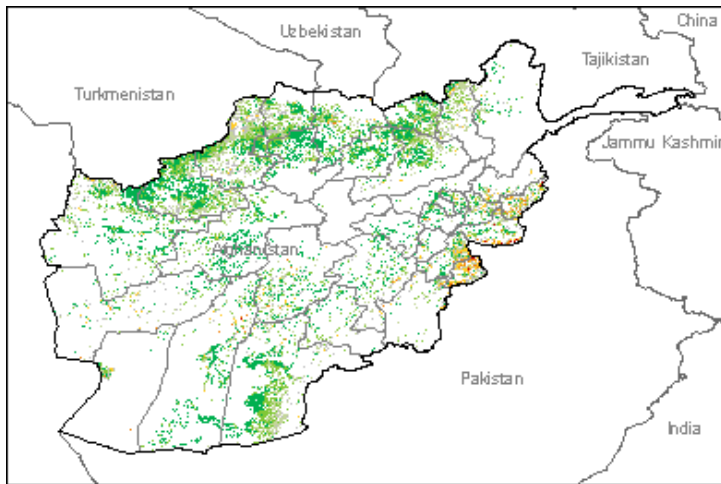 China
Uzbekistan
Tajikistan
Turkmenistan
Jammu Kashmir
Afghanistan
Pakistan
India